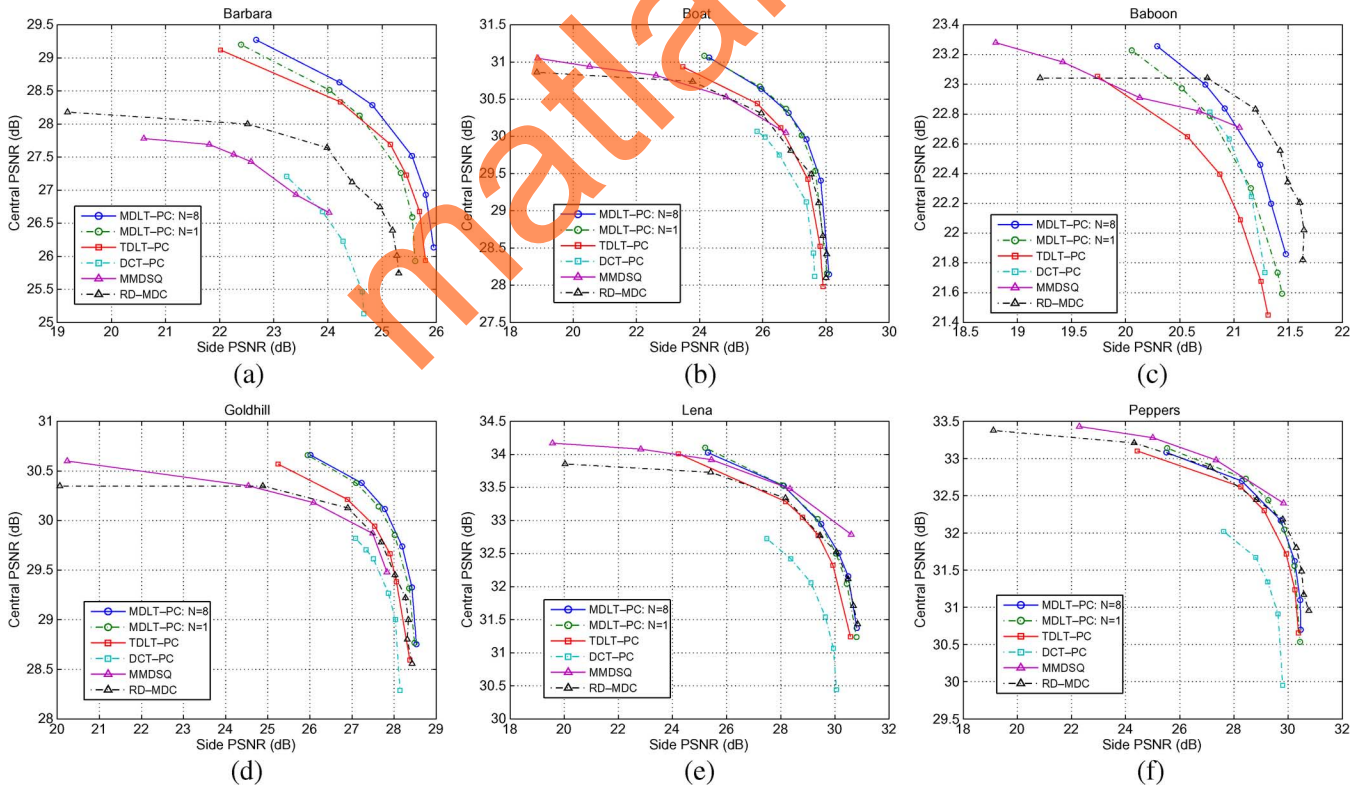 Barbara
29.5
29
28.5
28
27.5
27
26.5
26
25.5
25
19 20 21 22 23 24 25 26
Central PSNR (dB)
Side PSNR (dB)
MDLT–PC: N=8
MDLT–PC: N=1
TDLT–PC
DCT–PC
MMDSQ
RD–MDC
(a)
Boat
31.5
31
30.5
30
29.5
29
28.5
28
27.5
18 20 22 24 26 28 30
Central PSNR (dB)
Side PSNR (dB)
MDLT–PC: N=8
MDLT–PC: N=1
TDLT–PC
DCT–PC
MMDSQ
RD–MDC
(b)
Baboon
23.4
23.2
23
22.8
22.6
22.4
22.2
22
21.8
21.6
21.4
18.5 19 19.5 20 20.5 21 21.5 22
Central PSNR (dB)
Side PSNR (dB)
MDLT–PC: N=8
MDLT–PC: N=1
TDLT–PC
DCT–PC
MMDSQ
RD–MDC
(c)
Goldhill
31
30.5
30
29.5
29
28.5
28
20 21 22 23 24 25 26 27 28 29
Central PSNR (dB)
Side PSNR (dB)
MDLT–PC: N=8
MDLT–PC: N=1
TDLT–PC
DCT–PC
MMDSQ
RD–MDC
(d)
Lena
34.5
34
33.5
33
32.5
32
31.5
31
30.5
30
18 20 22 24 26 28 30 32
Central PSNR (dB)
Side PSNR (dB)
MDLT–PC: N=8
MDLT–PC: N=1
TDLT–PC
DCT–PC
MMDSQ
RD–MDC
(e)
Peppers
33.5
33
32.5
32
31.5
31
30.5
30
29.5
18 20 22 24 26 28 30 32
Central PSNR (dB)
Side PSNR (dB)
MDLT–PC: N=8
MDLT–PC: N=1
TDLT–PC
DCT–PC
MMDSQ
RD–MDC
(f)